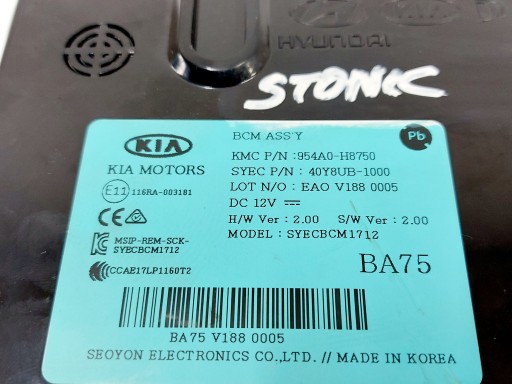 HYUNDAI
STONIC
KIA
KIA MOTORS
E11 116RA-003181
CE
MSIP-REM-SCK-
SYECBCM1712
CCAE17LP1160T2
BCM ASS'Y
Pb
KMC P/N :954A0-H8750
SYEC P/N : 40Y8UB-1000
LOT N/O : EAO V188 0005
DC 12V
H/W Ver : 2.00 S/W Ver : 2.00
MODEL: SYECBCM1712
BA75
BA75 V188 0005
SEOYON ELECTRONICS CO.,LTD. // MADE IN KOREA